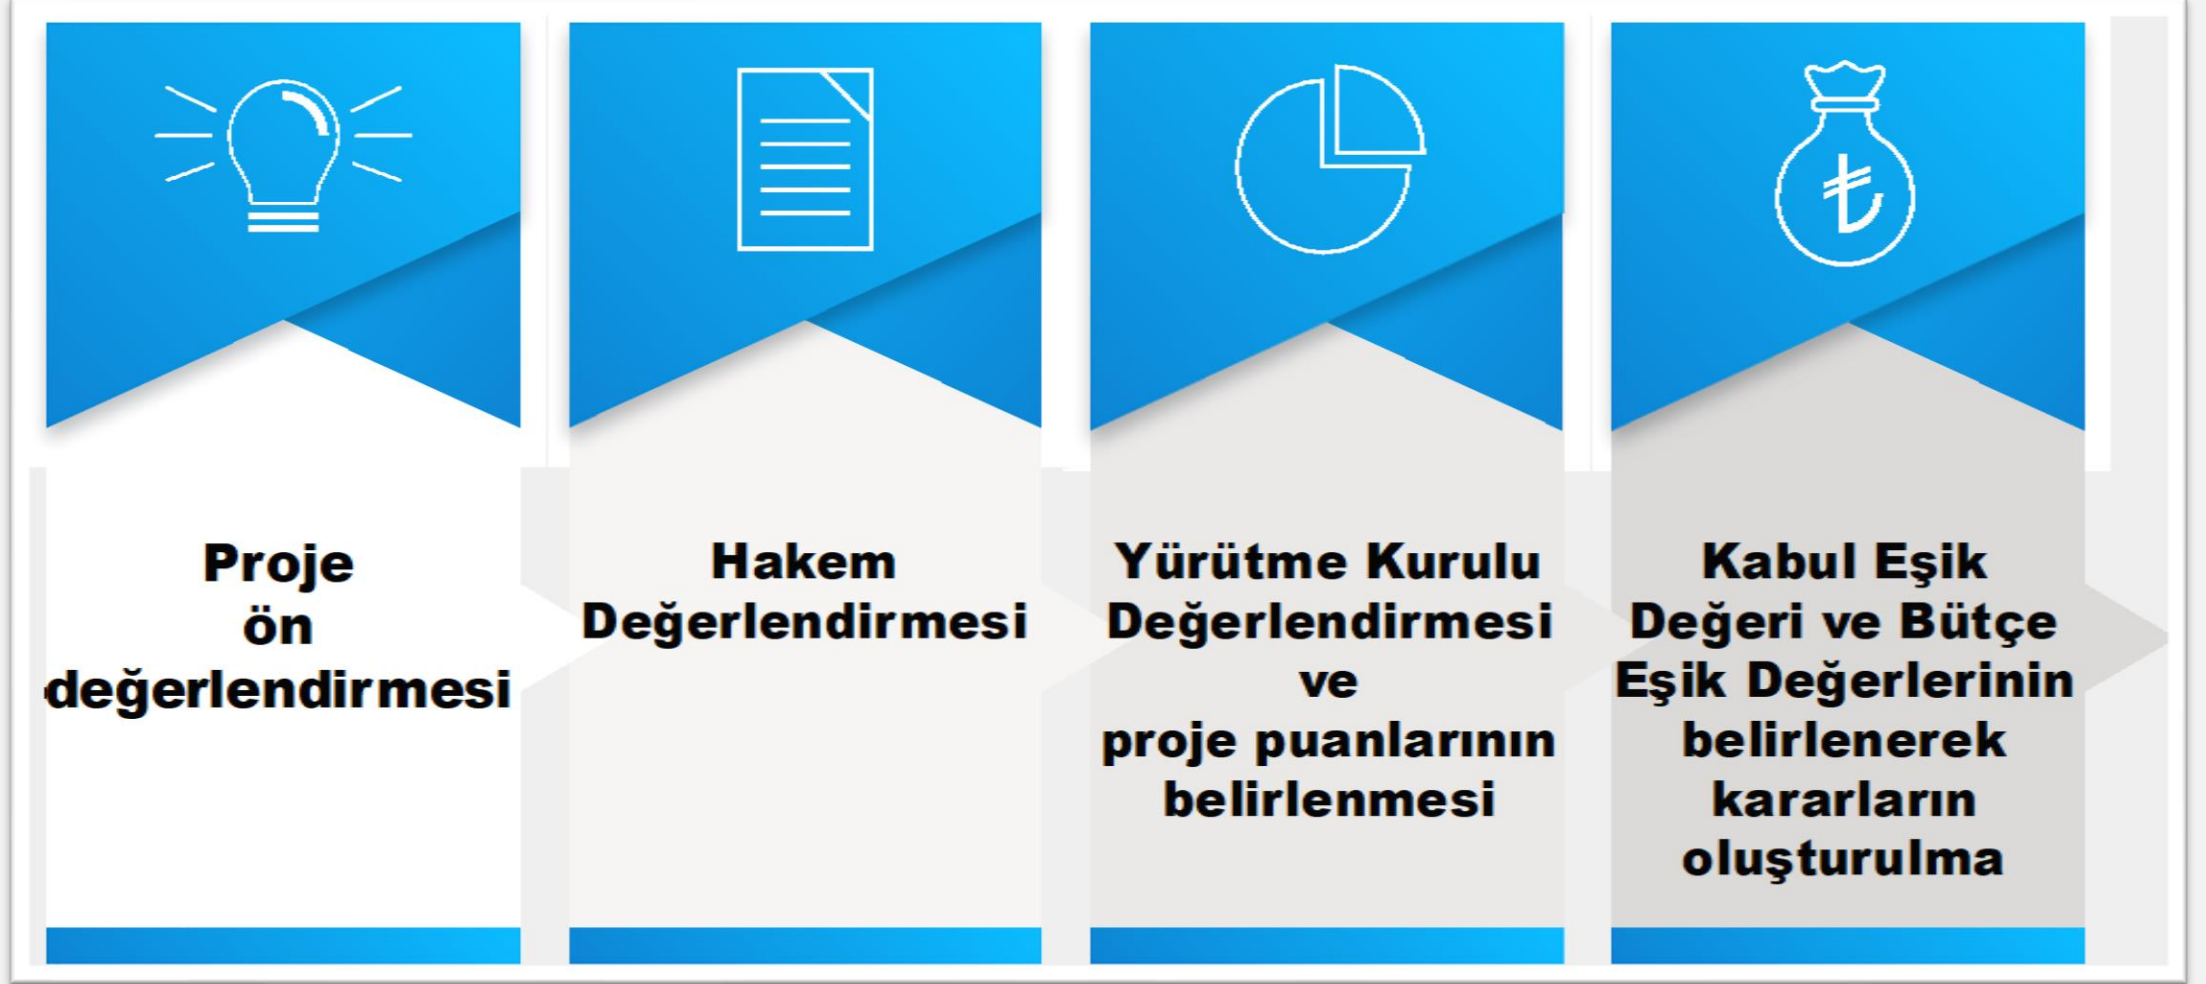 Proje
ön
değerlendirmesi
Hakem
Değerlendirmesi
Yürütme Kurulu
Değerlendirmesi
ve
proje puanlarının
belirlenmesi
₺
Kabul Eşik
Değeri ve Bütçe
Eşik Değerlerinin
belirlenerek
kararların
oluşturulma